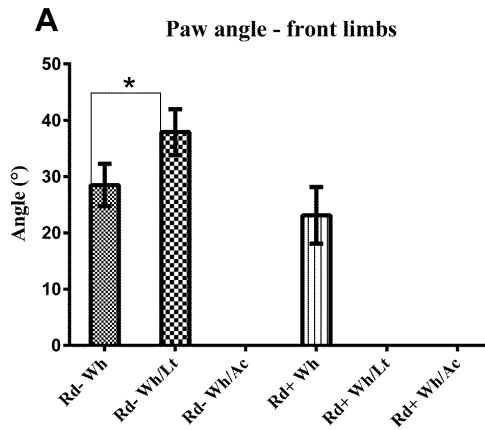 A
Paw angle - front limbs
*
Angle (°)
50
40
30
20
10
0
Rd- Wh
Rd- Wh/Lt
Rd- Wh/Ac
Rd+ Wh
Rd+ Wh/Lt
Rd+ Wh/Ac